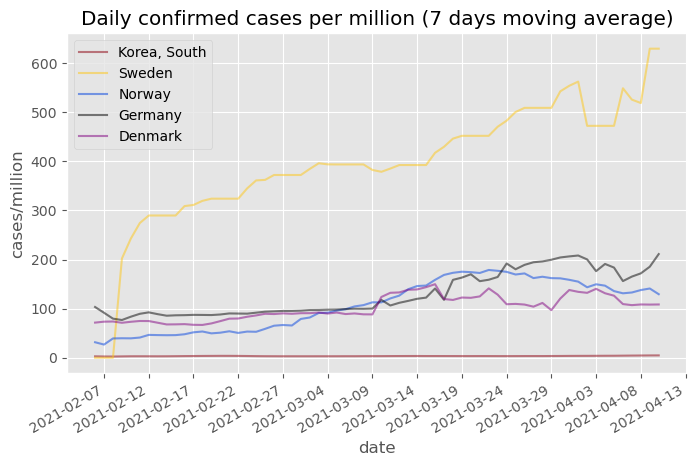 Daily confirmed cases per million (7 days moving average)
Korea, South
Sweden
Norway
Germany
Denmark
cases/million
600
500
400
300
200
100
0
2021-02-07
2021-02-12
2021-02-17
2021-02-22
2021-02-27
2021-03-04
2021-03-09
2021-03-14
2021-03-19
2021-03-24
2021-03-29
2021-04-03
2021-04-08
2021-04-13
date